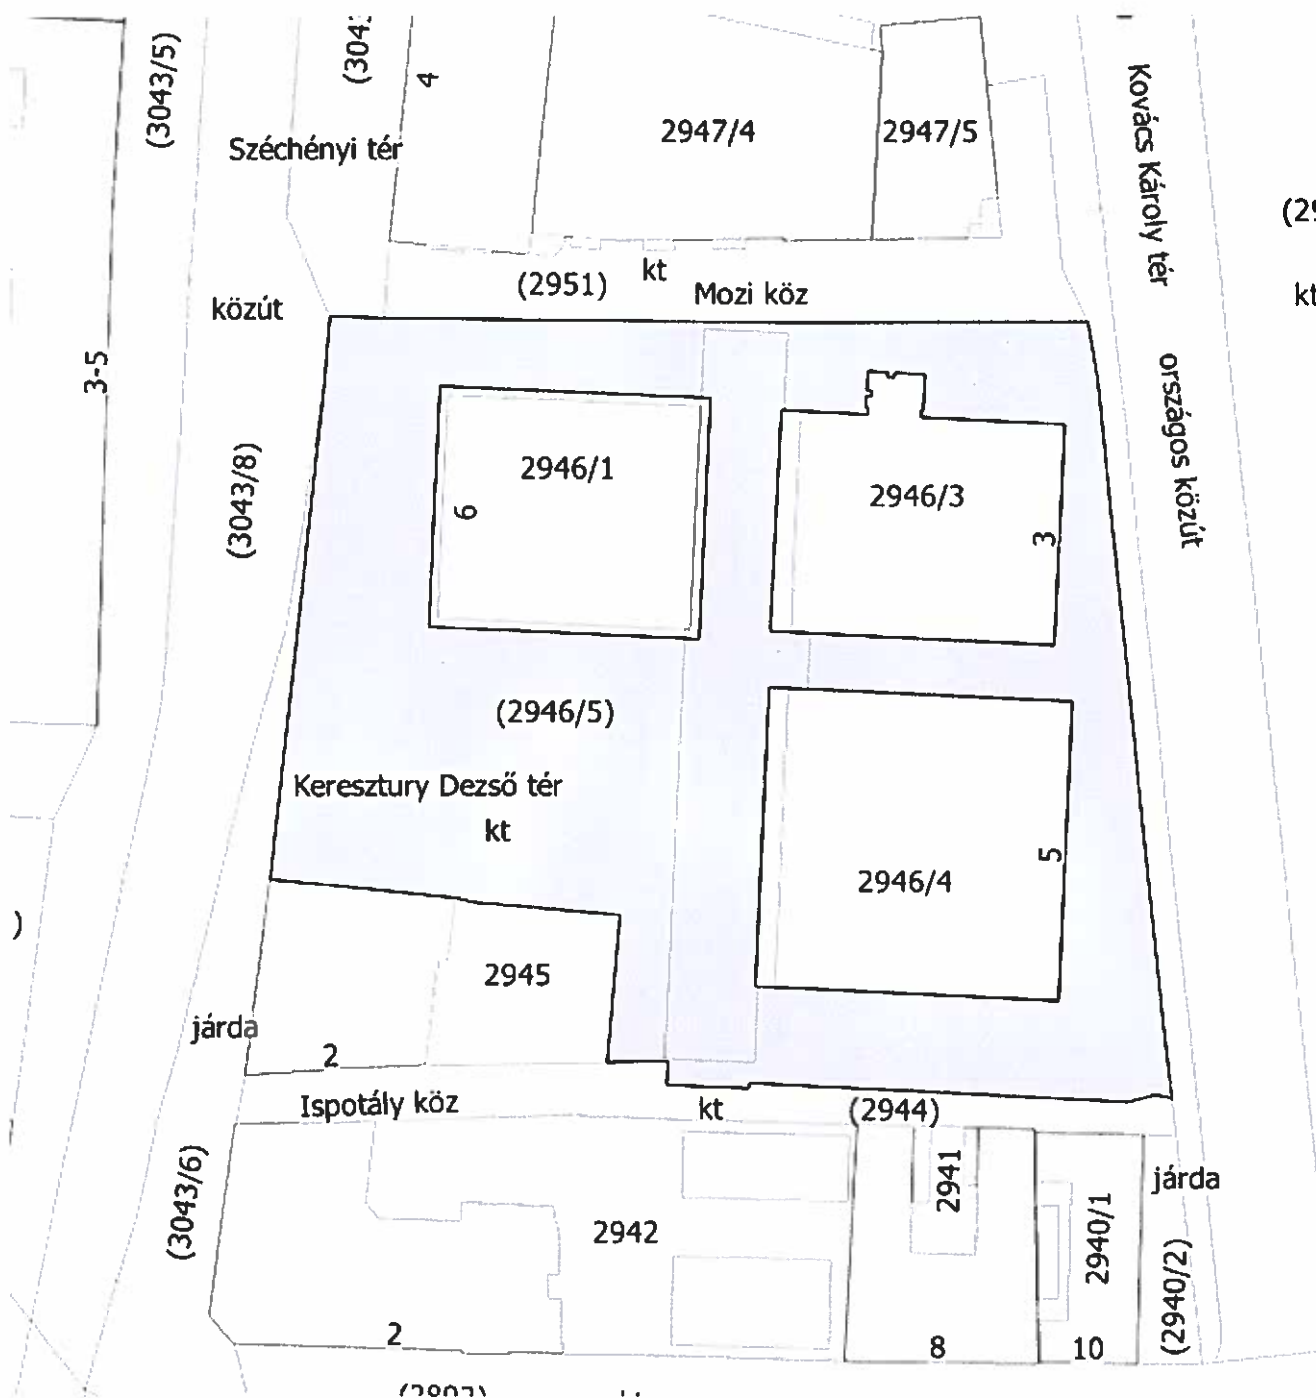 (3043/5)
4
Széchényi tér
2947/4
2947/5
Kovács Károly tér
(2951)
kt
Mozi köz
közút
3-5
országos közút
(3043/8)
2946/1
6
2946/3
3
(2946/5)
Keresztury Dezső tér
kt
5
2946/4
)
2945
járda
2
Ispotály köz
kt
(2944)
(3043/6)
2942
2941
2940/1
járda
(2940/2)
2
8
10